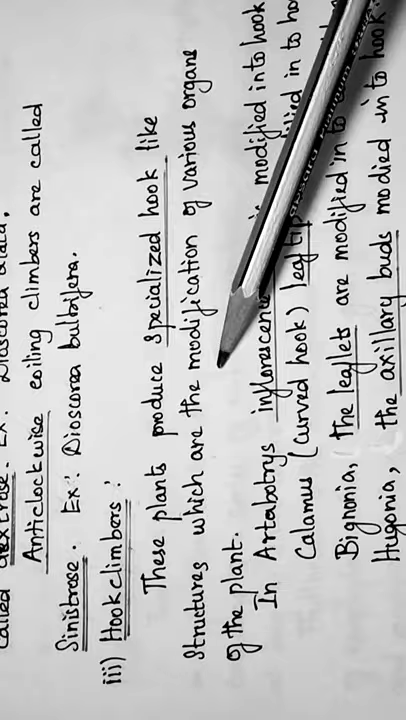 called dextrose. Ex: Dioscorea alata.
Anticlockwise coiling climbers are called
Sinistrose. Ex: Dioscorea bulbifera.
iii) Hook climbers:
These plants produce specialized hook like
structures which are the modification of various organs
of the plant.
In Artabotrys inflorescence modified into hook
Calamus (curved hook) leaf tip in to
Bignonia, the leaflets are modified in to
Hugonia, the axillary buds modied in to hook